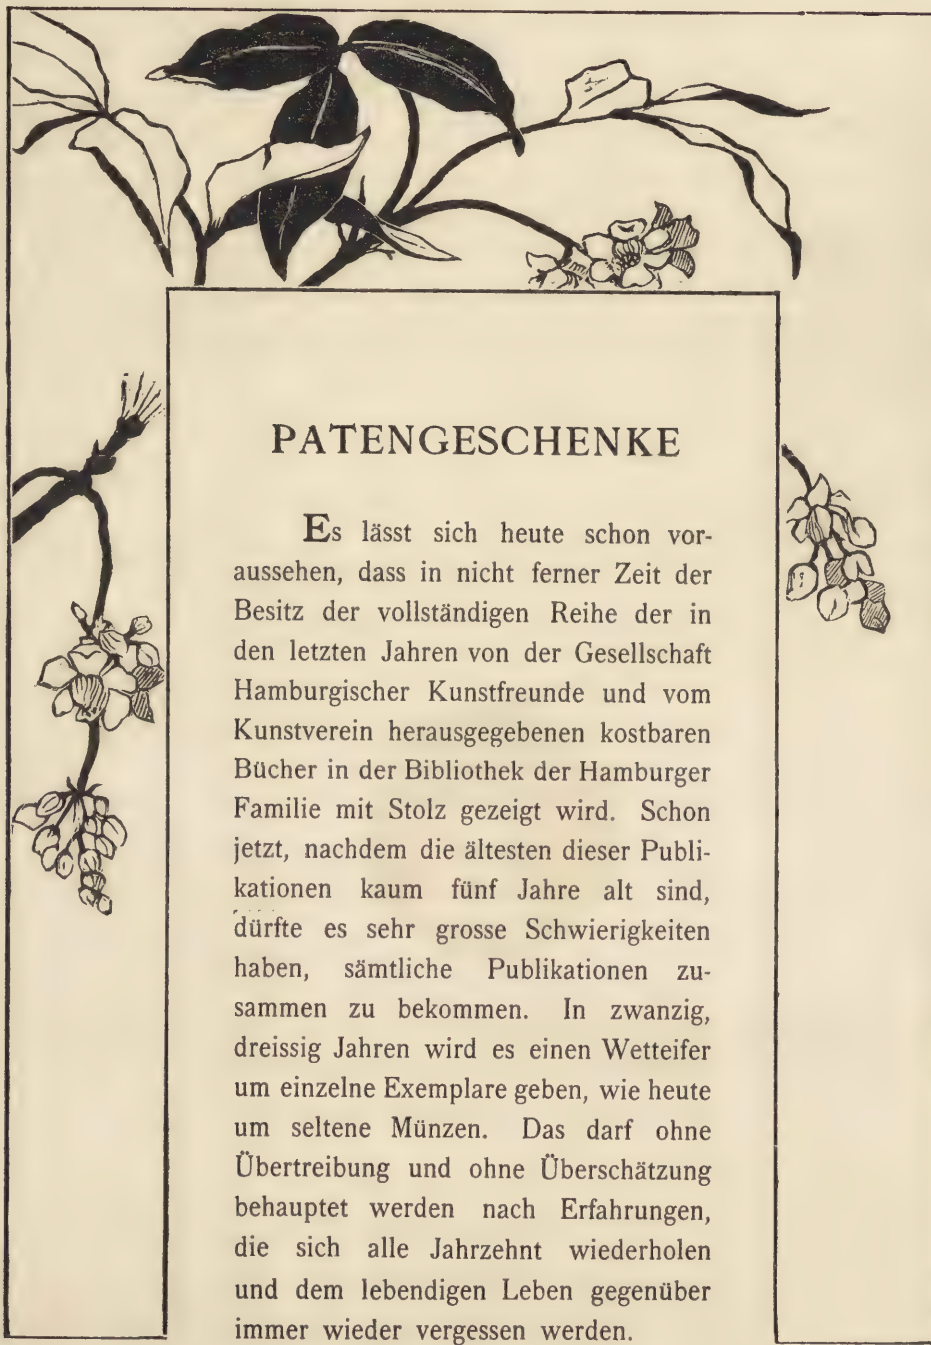 PATENGESCHENKE
Es lässt sich heute schon vor-
aussehen, dass in nicht ferner Zeit der
Besitz der vollständigen Reihe der in
den letzten Jahren von der Gesellschaft
Hamburgischer Kunstfreunde und vom
Kunstverein herausgegebenen kostbaren
Bücher in der Bibliothek der Hamburger
Familie mit Stolz gezeigt wird. Schon
jetzt, nachdem die ältesten dieser Publi-
kationen kaum fünf Jahre alt sind,
dürfte es sehr grosse Schwierigkeiten
haben, sämtliche Publikationen zu-
sammen zu bekommen. In zwanzig,
dreissig Jahren wird es einen Wetteifer
um einzelne Exemplare geben, wie heute
um seltene Münzen. Das darf ohne
Übertreibung und ohne Überschätzung
behauptet werden nach Erfahrungen,
die sich alle Jahrzehnt wiederholen
und dem lebendigen Leben gegenüber
immer wieder vergessen werden.